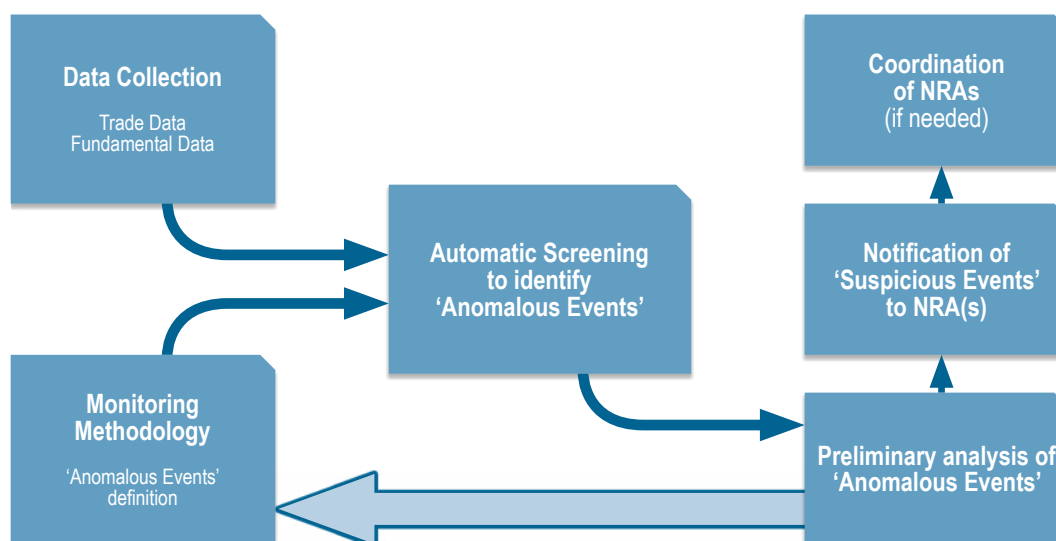 Data Collection
Trade Data
Fundamental Data
Monitoring
Methodology
‘Anomalous Events’
definition
Automatic Screening
to identify
‘Anomalous Events’
Preliminary analysis of
‘Anomalous Events’
Notification of
‘Suspicious Events’
to NRA(s)
Coordination
of NRAs
(if needed)